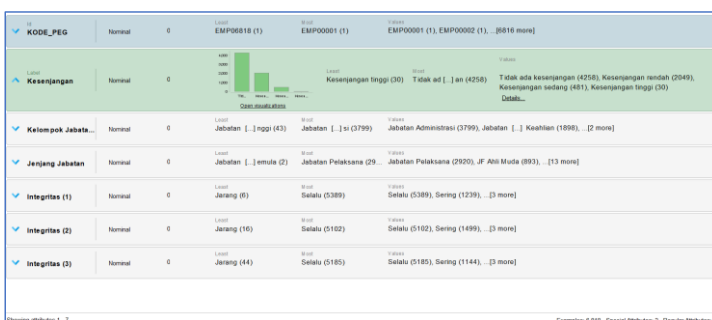 Id Least Most Values
KODE_PEG Nominal 0 EMP06818 (1) EMP00001 (1) EMP00001 (1), EMP00002 (1), ...[6816 more]
Label Least Most Values
Kesenjangan Nominal 0 Kesenjangan tinggi (30) Tidak ad [...] an (4258) Tidak ada kesenjangan (4258), Kesenjangan rendah (2049),
Kesenjangan sedang (481), Kesenjangan tinggi (30)
Open visualizations Details...
Least Most Values
Kelompok Jabata... Nominal 0 Jabatan [...] nggi (43) Jabatan [...] si (3799) Jabatan Administrasi (3799), Jabatan [...] Keahlian (1898), ...[2 more]
Least Most Values
Jenjang Jabatan Nominal 0 Jabatan [...] emula (2) Jabatan Pelaksana (29... Jabatan Pelaksana (2920), JF Ahli Muda (893), ...[13 more]
Least Most Values
Integritas (1) Nominal 0 Jarang (6) Selalu (5389) Selalu (5389), Sering (1239), ...[3 more]
Least Most Values
Integritas (2) Nominal 0 Jarang (16) Selalu (5102) Selalu (5102), Sering (1499), ...[3 more]
Least Most Values
Integritas (3) Nominal 0 Jarang (44) Selalu (5185) Selalu (5185), Sering (1144), ...[3 more]